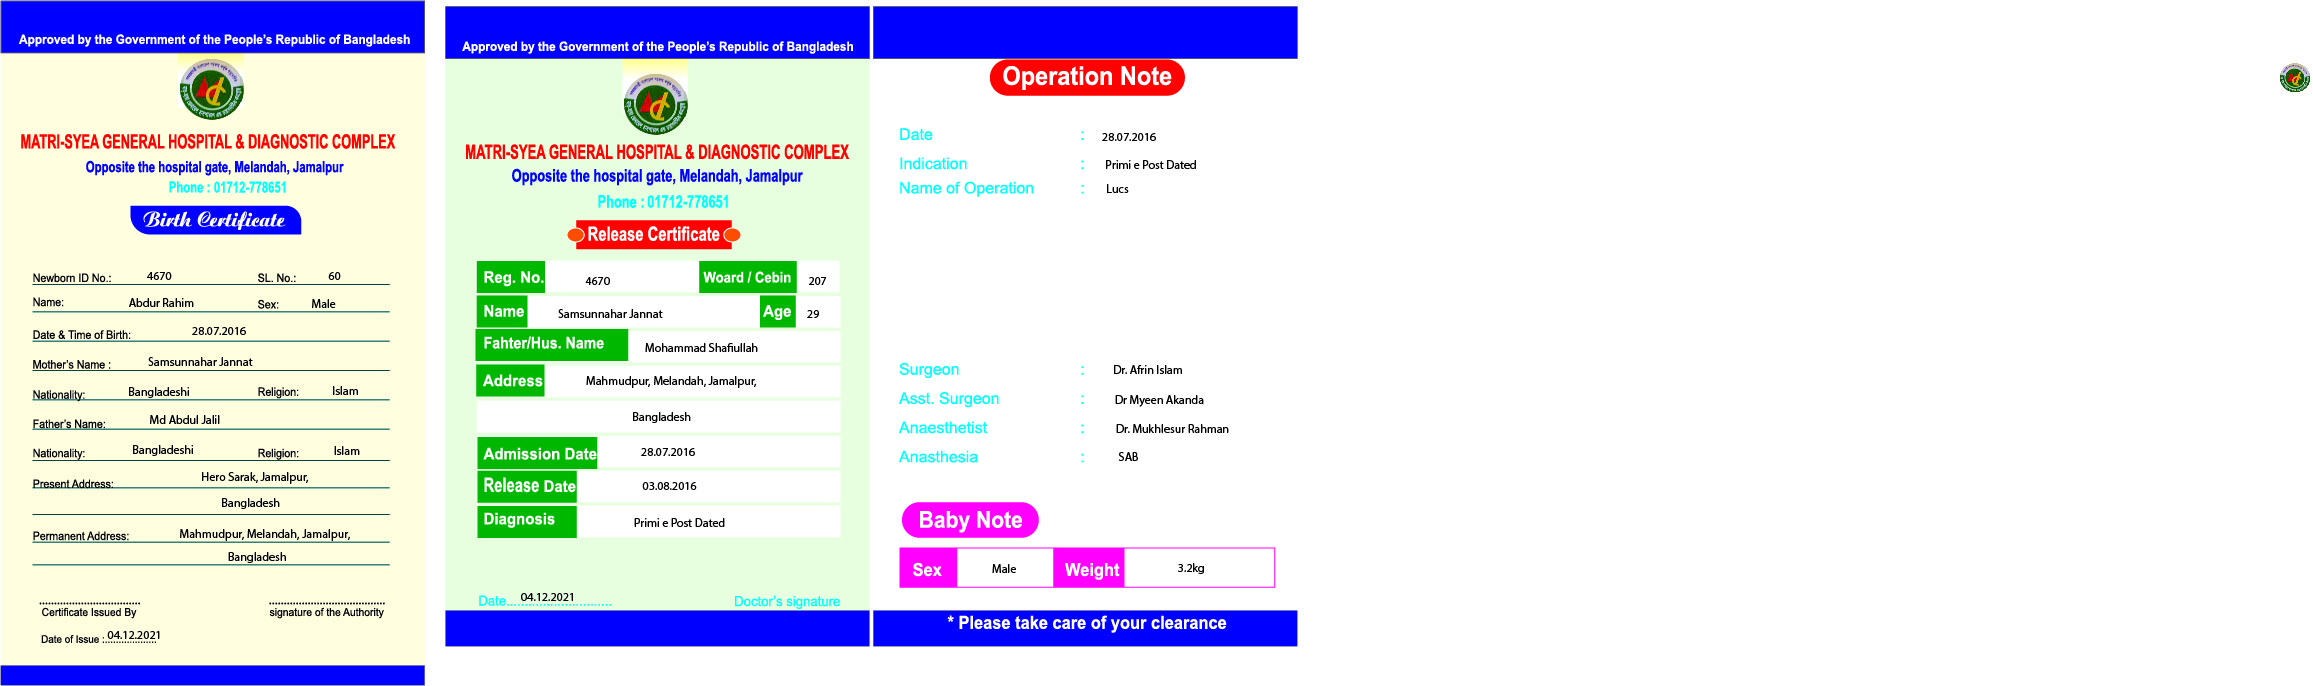 Approved by the Government of the People's Republic of Bangladesh
MATRI-SYEA GENERAL HOSPITAL & DIAGNOSTIC COMPLEX
Opposite the hospital gate, Melandah, Jamalpur
Phone : 01712-778651
Birth Certificate
Newborn ID No.: 4670 SL. No.: 60
Name: Abdur Rahim Sex: Male
Date & Time of Birth: 28.07.2016
Mother's Name : Samsunnahar Jannat
Nationality: Bangladeshi Religion: Islam
Father's Name: Md Abdul Jalil
Nationality: Bangladeshi Religion: Islam
Present Address: Hero Sarak, Jamalpur,
Bangladesh
Permanent Address: Mahmudpur, Melandah, Jamalpur,
Bangladesh
Certificate Issued By signature of the Authority
Date of Issue : 04.12.2021
Approved by the Government of the People's Republic of Bangladesh
MATRI-SYEA GENERAL HOSPITAL & DIAGNOSTIC COMPLEX
Opposite the hospital gate, Melandah, Jamalpur
Phone : 01712-778651
Release Certificate
Reg. No. 4670 Woard / Cebin 207
Name Samsunnahar Jannat Age 29
Fahter/Hus. Name Mohammad Shafiullah
Address Mahmudpur, Melandah, Jamalpur,
Bangladesh
Admission Date 28.07.2016
Release Date 03.08.2016
Diagnosis Primi e Post Dated
Date 04.12.2021 Doctor's signature
Operation Note
Date : 28.07.2016
Indication : Primi e Post Dated
Name of Operation : Lucs
Surgeon : Dr. Afrin Islam
Asst. Surgeon : Dr Myeen Akanda
Anaesthetist : Dr. Mukhlesur Rahman
Anasthesia : SAB
Baby Note
Sex Male Weight 3.2kg
* Please take care of your clearance